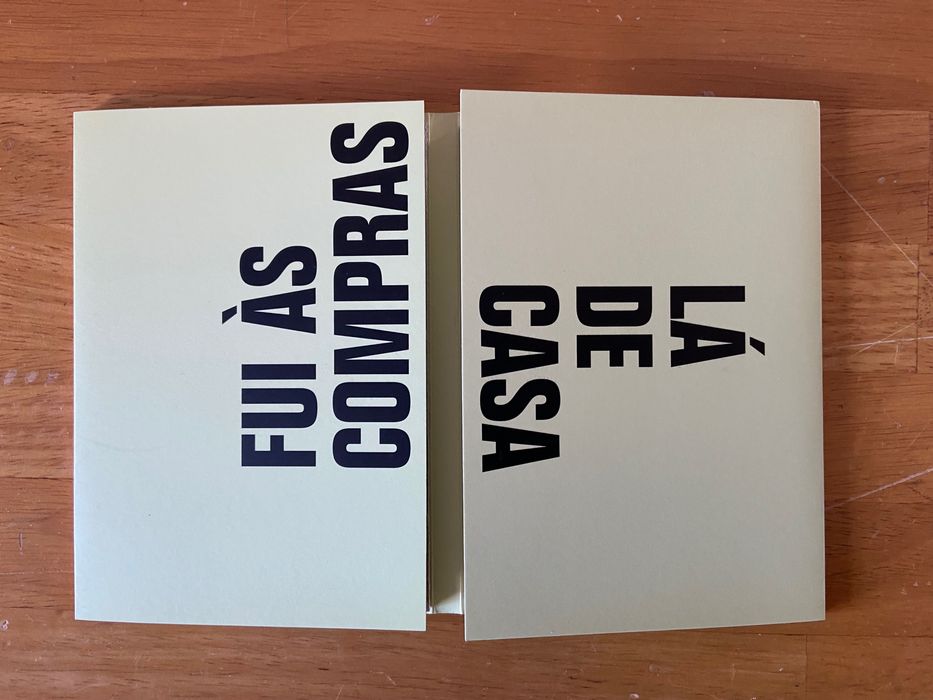 FUI ÀS
COMPRAS
LÁ
DE
CASA